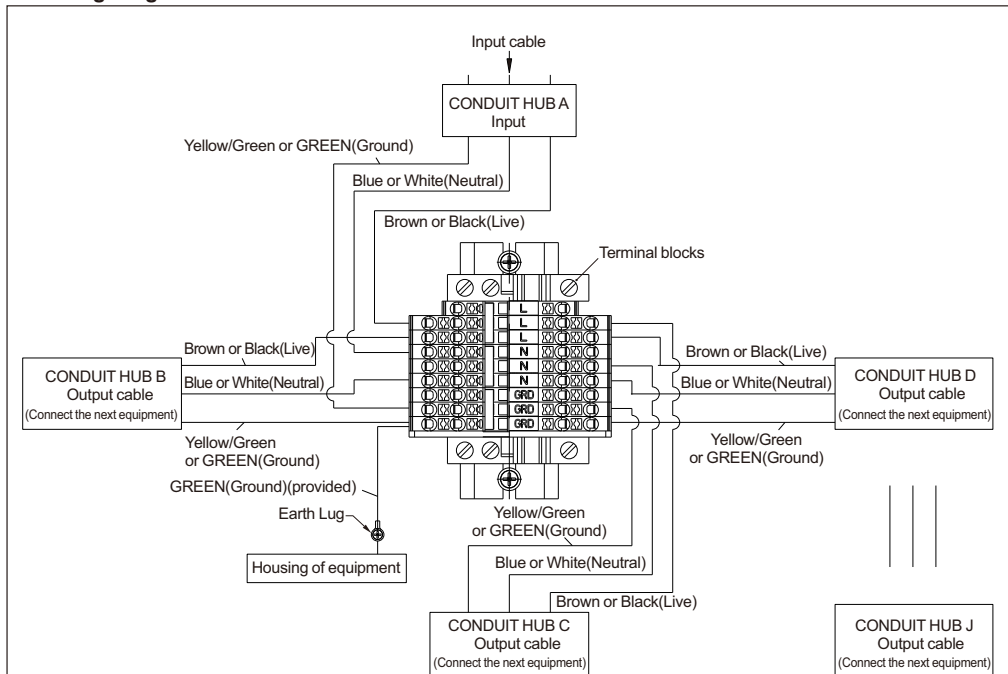 Input cable
CONDUIT HUB A
Input
Yellow/Green or GREEN(Ground)
Blue or White(Neutral)
Brown or Black(Live)
Terminal blocks
L
L
L
N
N
N
GRD
GRD
GRD
Brown or Black(Live)
Blue or White(Neutral)
CONDUIT HUB B
Output cable
(Connect the next equipment)
Yellow/Green
or GREEN(Ground)
GREEN(Ground)(provided)
Earth Lug
Housing of equipment
Brown or Black(Live)
Blue or White(Neutral)
CONDUIT HUB D
Output cable
(Connect the next equipment)
Yellow/Green
or GREEN(Ground)
Yellow/Green
or GREEN(Ground)
Blue or White(Neutral)
Brown or Black(Live)
CONDUIT HUB C
Output cable
(Connect the next equipment)
CONDUIT HUB J
Output cable
(Connect the next equipment)